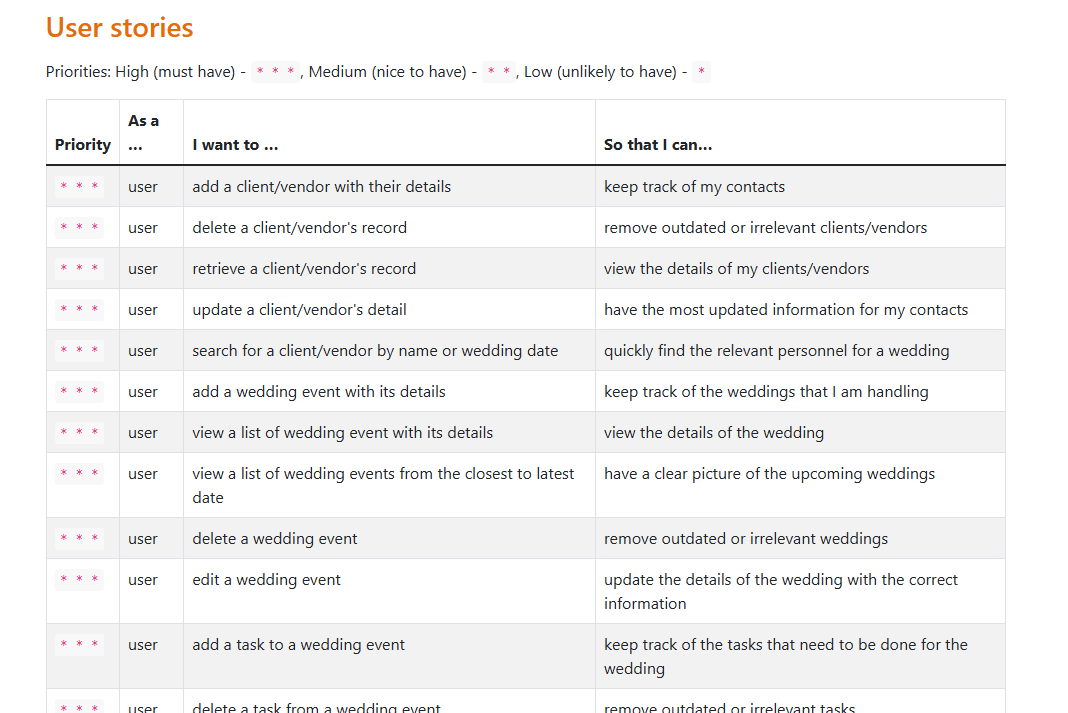 User stories
Priorities: High (must have) - * * *, Medium (nice to have) - * *, Low (unlikely to have) - *
Priority As a ... I want to ... So that I can...
* * * user add a client/vendor with their details keep track of my contacts
* * * user delete a client/vendor's record remove outdated or irrelevant clients/vendors
* * * user retrieve a client/vendor's record view the details of my clients/vendors
* * * user update a client/vendor's detail have the most updated information for my contacts
* * * user search for a client/vendor by name or wedding date quickly find the relevant personnel for a wedding
* * * user add a wedding event with its details keep track of the weddings that I am handling
* * * user view a list of wedding event with its details view the details of the wedding
* * * user view a list of wedding events from the closest to latest date have a clear picture of the upcoming weddings
* * * user delete a wedding event remove outdated or irrelevant weddings
* * * user edit a wedding event update the details of the wedding with the correct information
* * * user add a task to a wedding event keep track of the tasks that need to be done for the wedding
* * * user delete a task from a wedding event remove outdated or irrelevant tasks